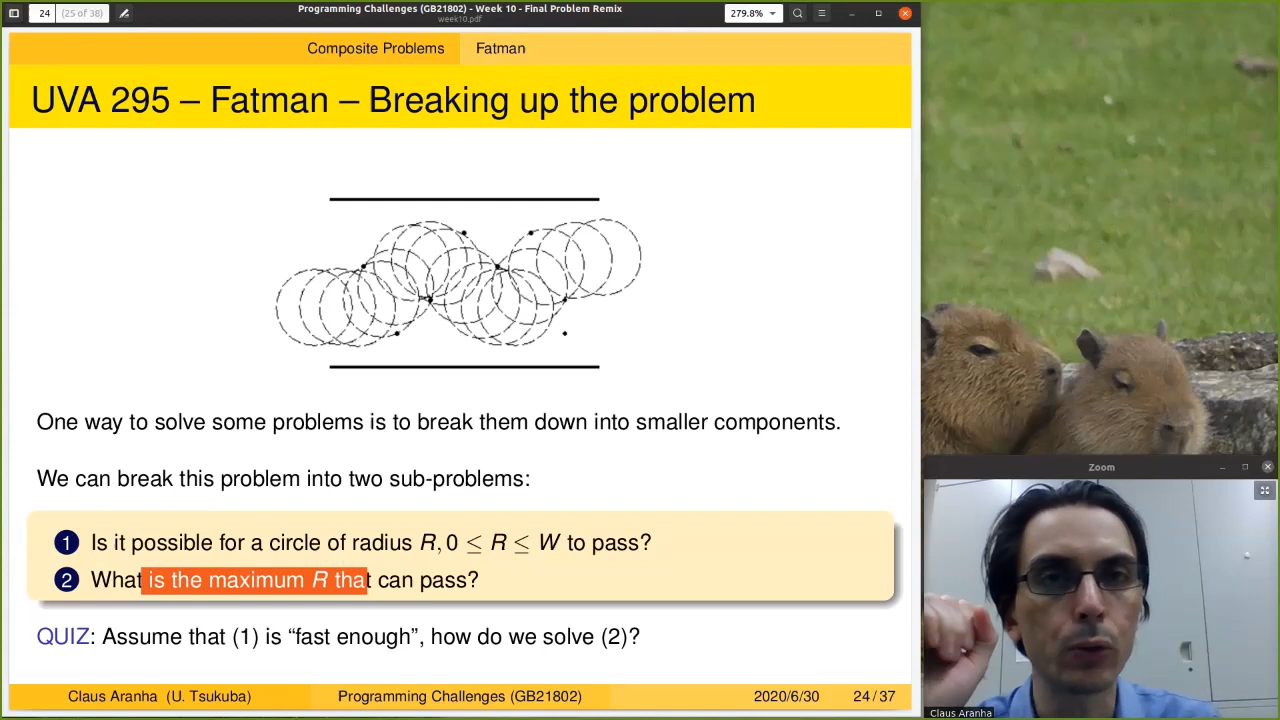 24 (25 of 38)
Programming Challenges (GB21802) - Week 10 - Final Problem Remix
week10.pdf
279.8%
Composite Problems Fatman
UVA 295 – Fatman – Breaking up the problem
One way to solve some problems is to break them down into smaller components.
We can break this problem into two sub-problems:
1 Is it possible for a circle of radius R, 0 ≤ R ≤ W to pass?
2 What is the maximum R that can pass?
QUIZ: Assume that (1) is “fast enough”, how do we solve (2)?
Claus Aranha (U. Tsukuba) Programming Challenges (GB21802) 2020/6/30 24 / 37
Zoom
Claus Aranha